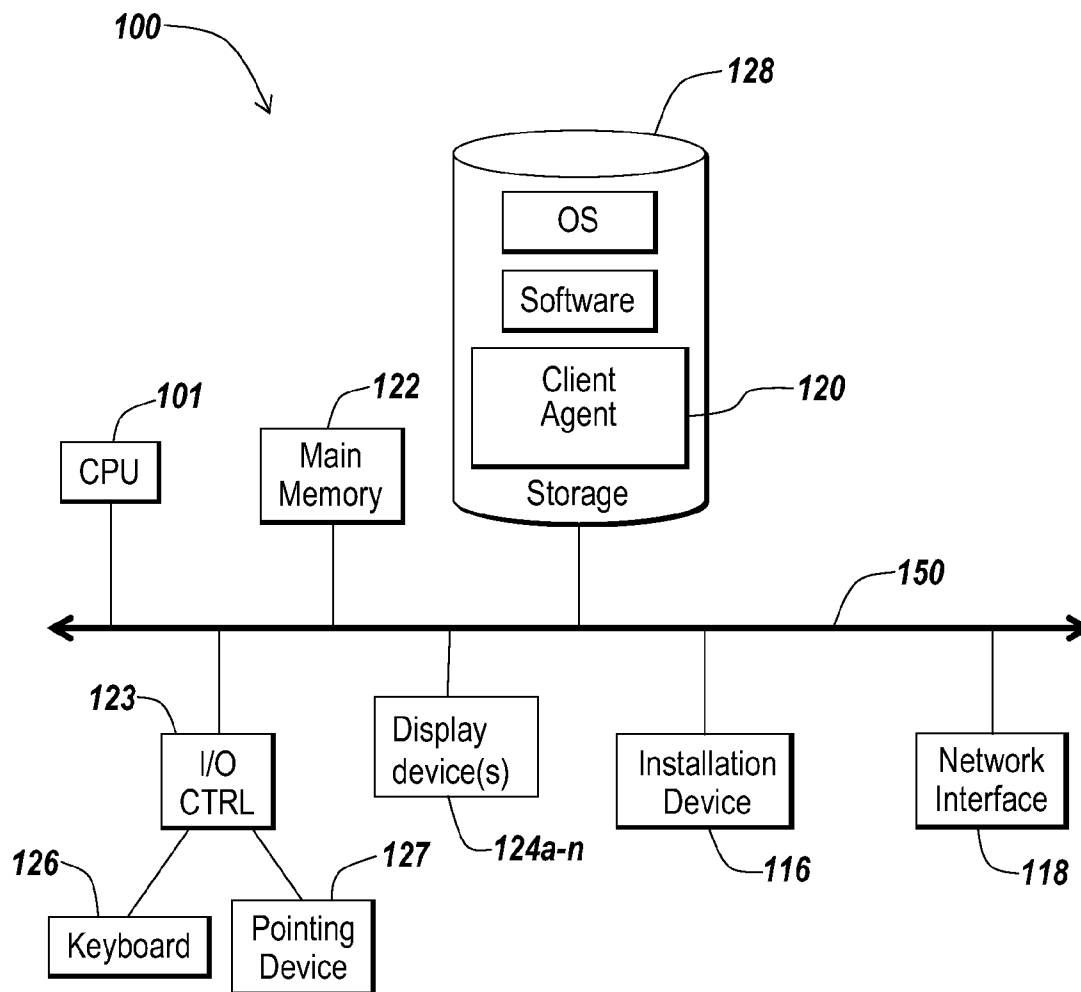 100
128
OS
Software
Client
Agent
120
Storage
101
CPU
122
Main
Memory
150
123
I/O
CTRL
Display
device(s)
124a-n
Installation
Device
116
Network
Interface
118
126
Keyboard
127
Pointing
Device